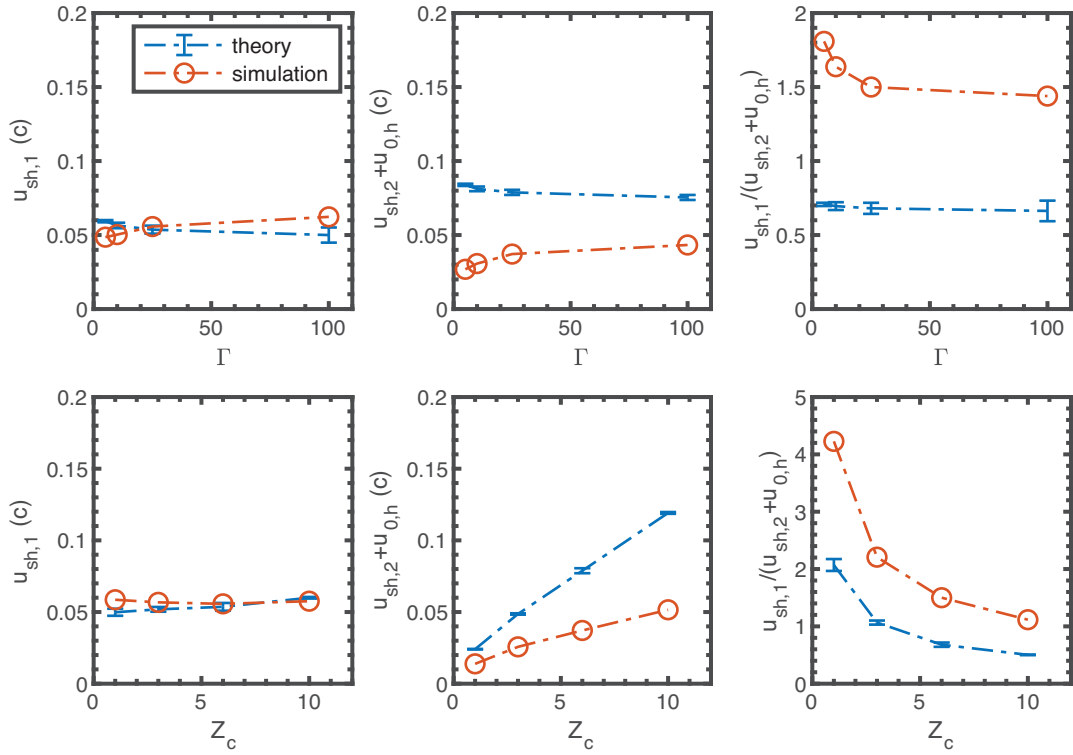 u_sh,1 (c)
0.2
0.15
0.1
0.05
0
0 50 100
Γ
theory
simulation
u_sh,2+u_0,h (c)
0.2
0.15
0.1
0.05
0
0 50 100
Γ
u_sh,1/(u_sh,2+u_0,h)
2
1.5
1
0.5
0
0 50 100
Γ
u_sh,1 (c)
0.2
0.15
0.1
0.05
0
0 5 10
Z_c
u_sh,2+u_0,h (c)
0.2
0.15
0.1
0.05
0
0 5 10
Z_c
u_sh,1/(u_sh,2+u_0,h)
5
4
3
2
1
0
0 5 10
Z_c